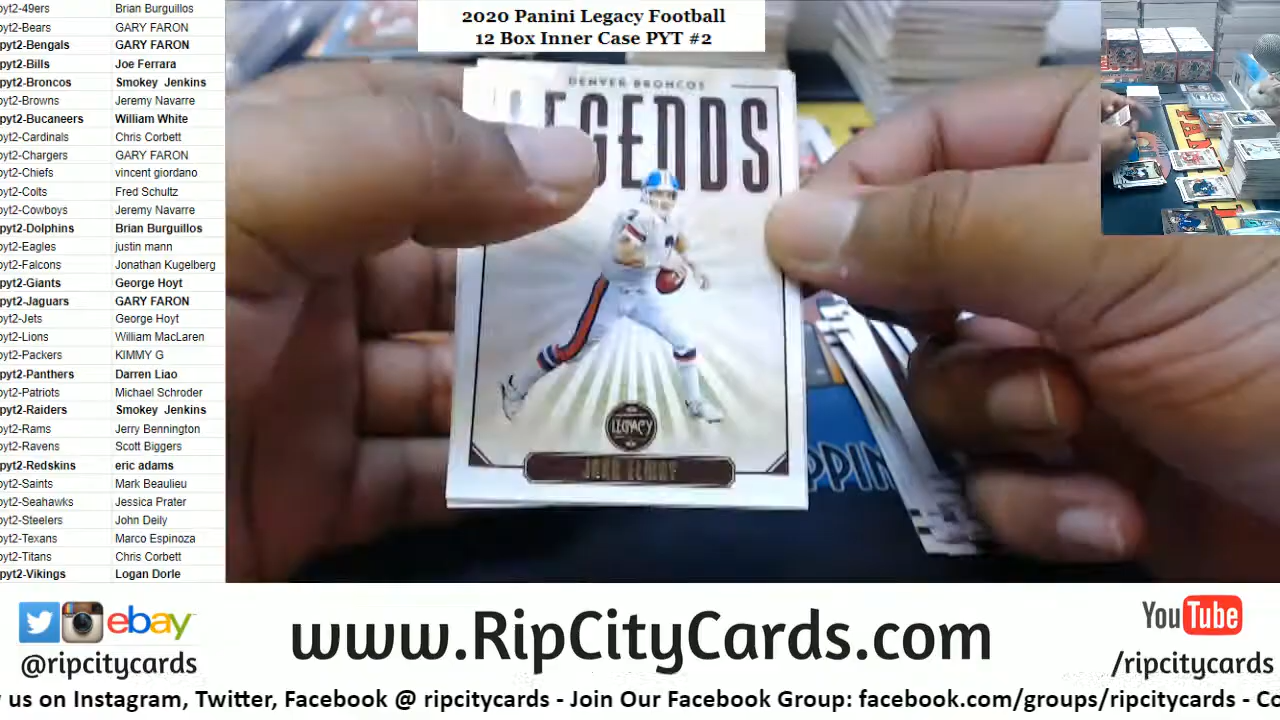 pyt2-49ers Brian Burguillos
pyt2-Bears GARY FARON
pyt2-Bengals GARY FARON
pyt2-Bills Joe Ferrara
pyt2-Broncos Smokey Jenkins
pyt2-Browns Jeremy Navarre
pyt2-Bucaneers William White
pyt2-Cardinals Chris Corbett
pyt2-Chargers GARY FARON
pyt2-Chiefs vincent giordano
pyt2-Colts Fred Schultz
pyt2-Cowboys Jeremy Navarre
pyt2-Dolphins Brian Burguillos
pyt2-Eagles justin mann
pyt2-Falcons Jonathan Kugelberg
pyt2-Giants George Hoyt
pyt2-Jaguars GARY FARON
pyt2-Jets George Hoyt
pyt2-Lions William MacLaren
pyt2-Packers KIMMY G
pyt2-Panthers Darren Liao
pyt2-Patriots Michael Schroder
pyt2-Raiders Smokey Jenkins
pyt2-Rams Jerry Bennington
pyt2-Ravens Scott Biggers
pyt2-Redskins eric adams
pyt2-Saints Mark Beaulieu
pyt2-Seahawks Jessica Prater
pyt2-Steelers John Deily
pyt2-Texans Marco Espinoza
pyt2-Titans Chris Corbett
pyt2-Vikings Logan Dorle
2020 Panini Legacy Football
12 Box Inner Case PYT #2
DENVER BRONCOS
LEGENDS
LEGACY
JOHN ELWAY
ebay
@ripcitycards
www.RipCityCards.com
YouTube
/ripcitycards
us on Instagram, Twitter, Facebook @ ripcitycards - Join Our Facebook Group: facebook.com/groups/ripcitycards -